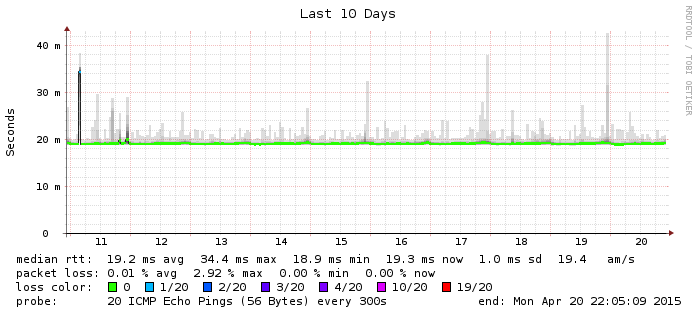 Last 10 Days
RRDTOOL / TOBI OETIKER
Seconds
40 m
30 m
20 m
10 m
0
11 12 13 14 15 16 17 18 19 20
median rtt: 19.2 ms avg 34.4 ms max 18.9 ms min 19.3 ms now 1.0 ms sd 19.4 am/s
packet loss: 0.01 % avg 2.92 % max 0.00 % min 0.00 % now
loss color: 0 1/20 2/20 3/20 4/20 10/20 19/20
probe: 20 ICMP Echo Pings (56 Bytes) every 300s end: Mon Apr 20 22:05:09 2015